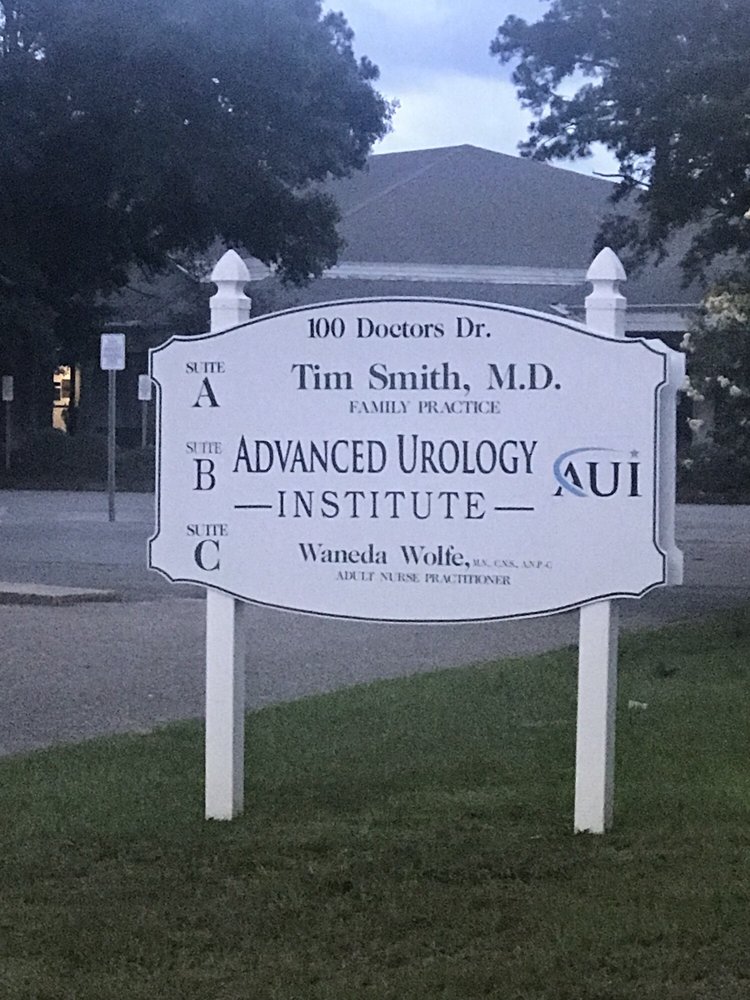 100 Doctors Dr.
SUITE
A
Tim Smith, M.D.
FAMILY PRACTICE
SUITE
B
ADVANCED UROLOGY
INSTITUTE
AUI
SUITE
C
Waneda Wolfe, M.N., C.N.S., A.N.P.-C
ADULT NURSE PRACTITIONER